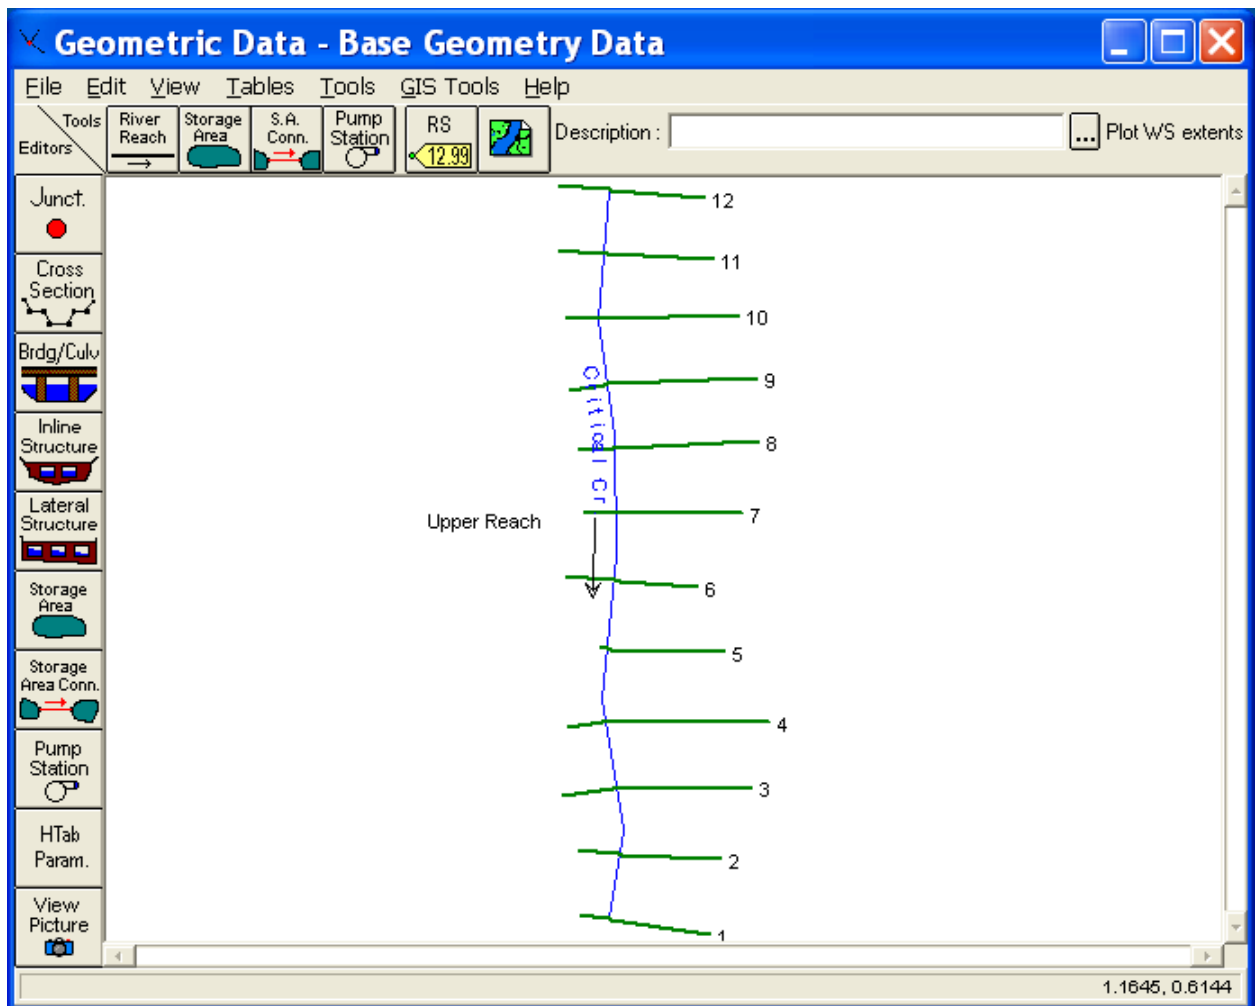 Geometric Data - Base Geometry Data
File Edit View Tables Tools GIS Tools Help
Tools
Editors
River
Reach
Storage
Area
S.A.
Conn.
Pump
Station
RS
12.99
Description :
...
Plot WS extents
Junct.
Cross
Section
Brdg/Culv
Inline
Structure
Lateral
Structure
Storage
Area
Storage
Area Conn.
Pump
Station
HTab
Param.
View
Picture
12
11
10
9
Critical Cr
8
7
Upper Reach
6
5
4
3
2
1
1.1645, 0.6144